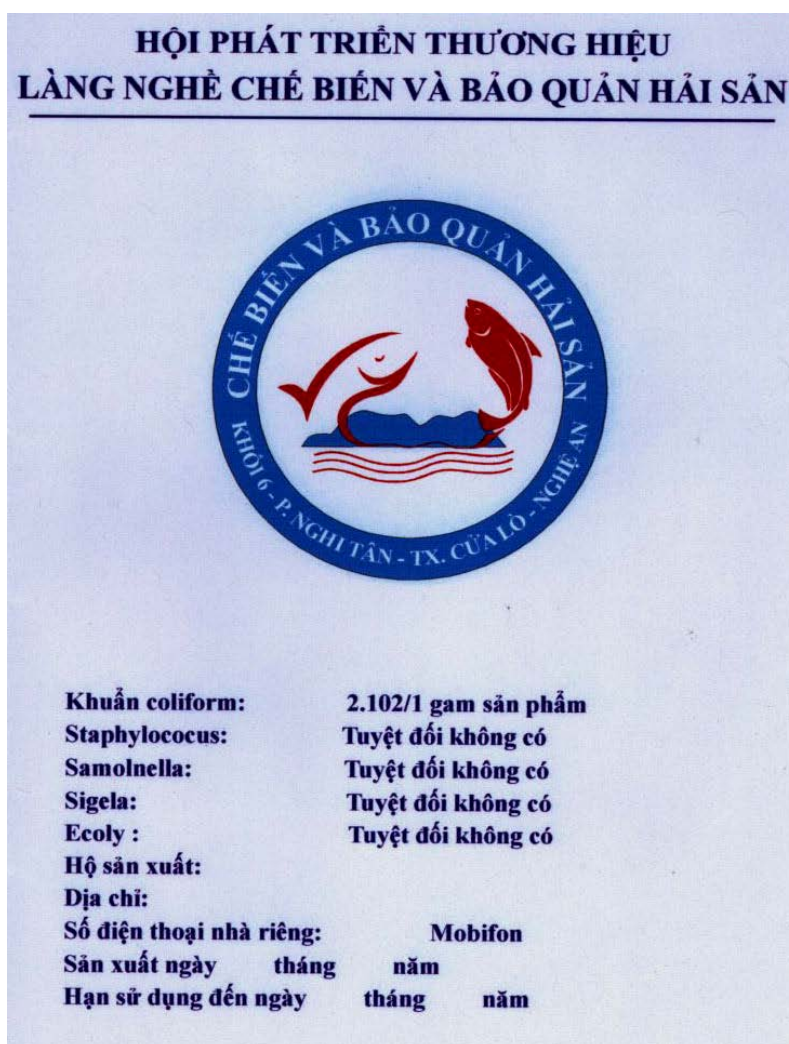 HỘI PHÁT TRIỂN THƯƠNG HIỆU
LÀNG NGHỀ CHẾ BIẾN VÀ BẢO QUẢN HẢI SẢN
CHẾ BIẾN VÀ BẢO QUẢN HẢI SẢN
KHỐI 6 - P. NGHI TÂN - TX. CỬA LÒ - NGHỆ AN
Khuẩn coliform: 2.102/1 gam sản phẩm
Staphylococus: Tuyệt đối không có
Samolnella: Tuyệt đối không có
Sigela: Tuyệt đối không có
Ecoly : Tuyệt đối không có
Hộ sản xuất:
Địa chỉ:
Số điện thoại nhà riêng: Mobifon
Sản xuất ngày tháng năm
Hạn sử dụng đến ngày tháng năm